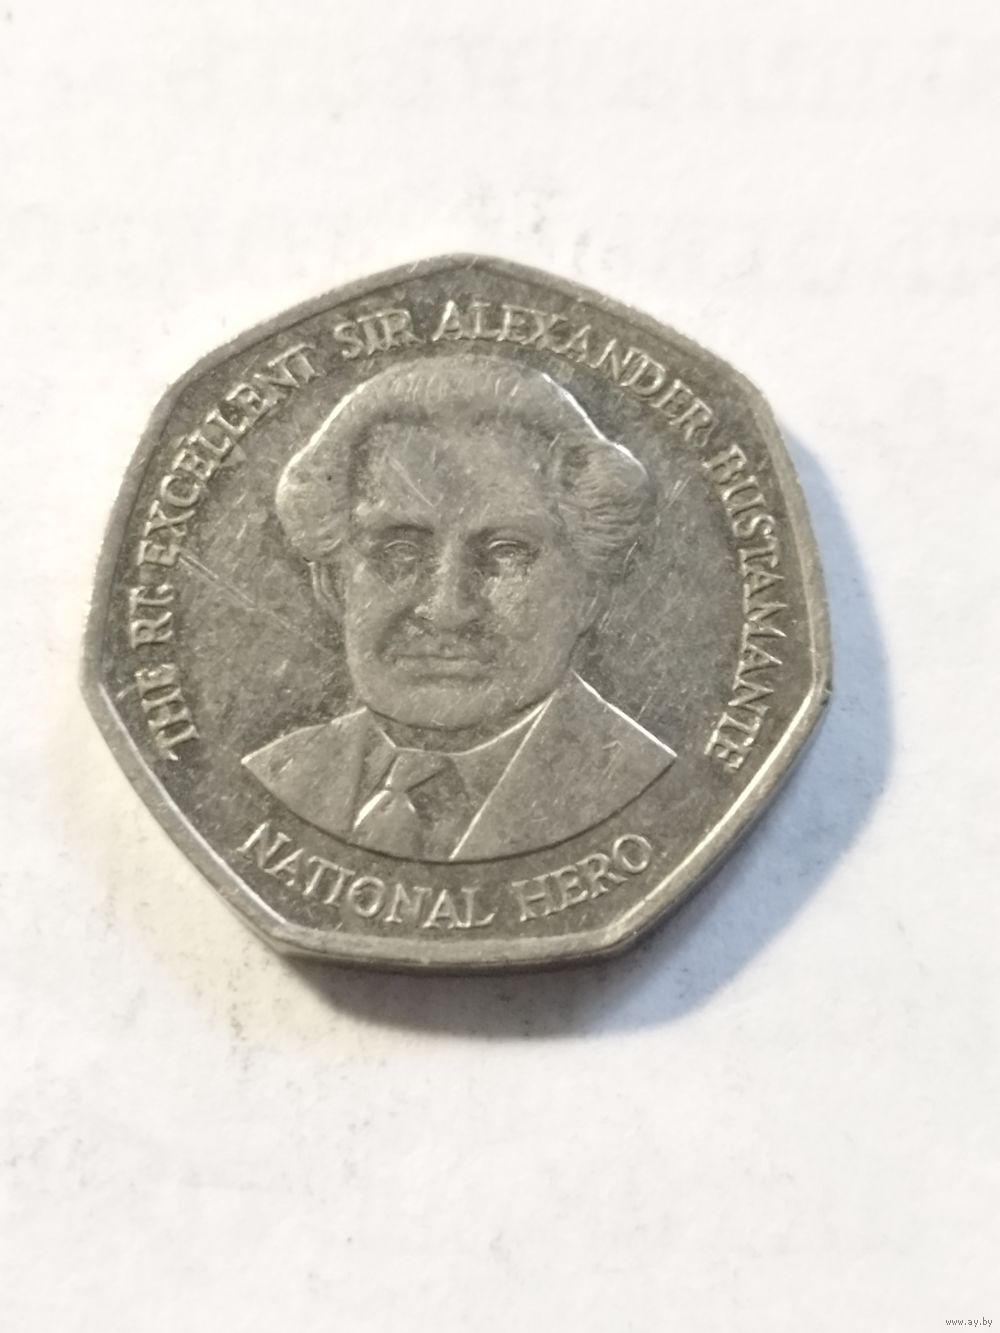 THE RT. EXCELLENT SIR ALEXANDER BUSTAMANTE
NATIONAL HERO
www.ay.by